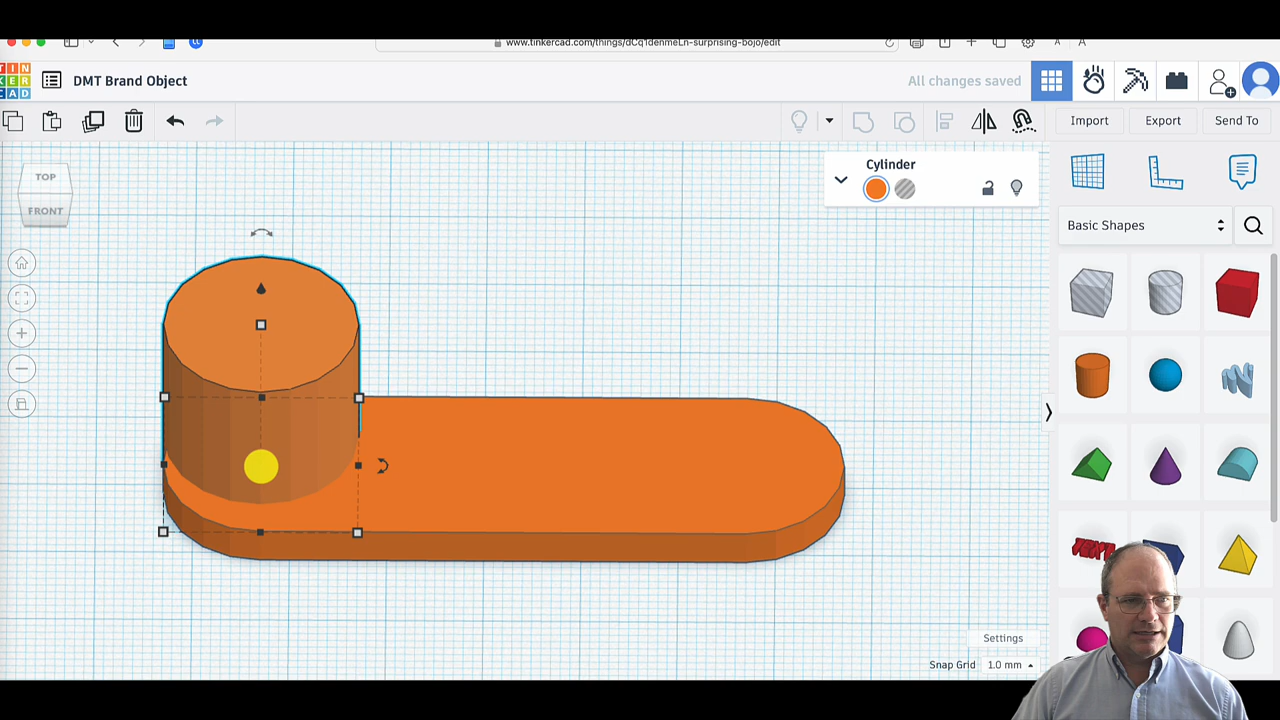 www.tinkercad.com/things/dCq1denmeLn-surprising-bojo/edit
TIN
KER
CAD
DMT Brand Object
All changes saved
Import
Export
Send To
TOP
FRONT
Cylinder
Basic Shapes
TEXT
Settings
Snap Grid
1.0 mm